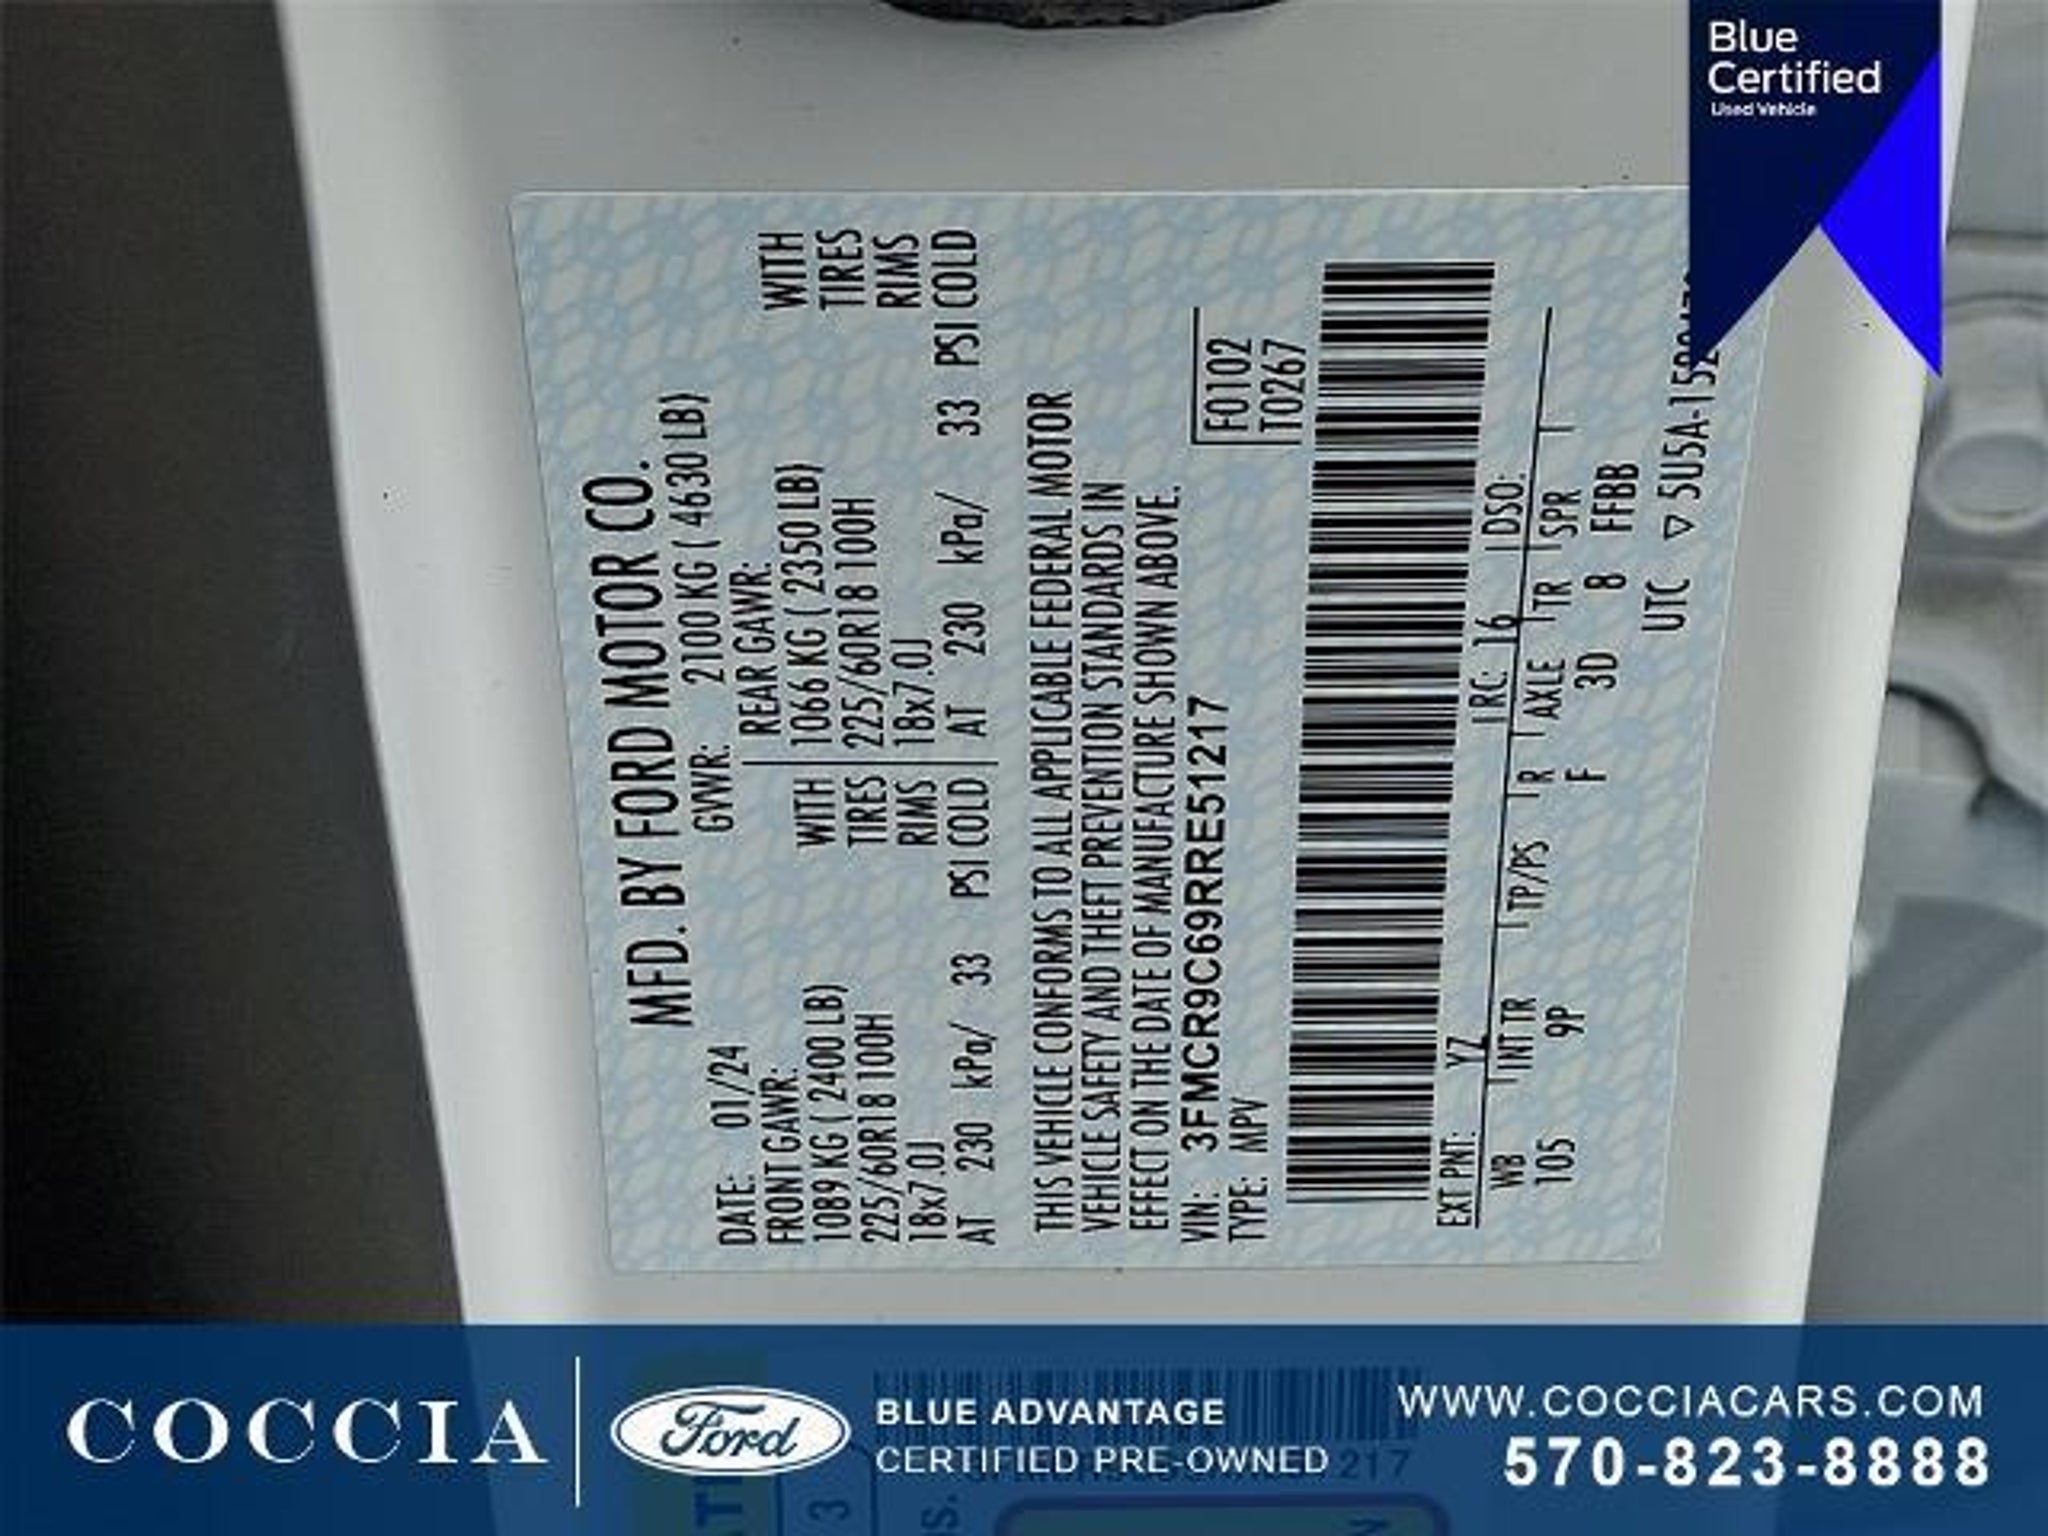 Blue
Certified
Used Vehicle
MFD. BY FORD MOTOR CO.
DATE: 01/24 GVWR: 2100 KG ( 4630 LB)
FRONT GAWR: REAR GAWR:
1089 KG ( 2400 LB) WITH 1066 KG ( 2350 LB) WITH
225/60R18 100H TIRES 225/60R18 100H TIRES
18x7.0J RIMS 18x7.0J RIMS
AT 230 kPa/ 33 PSI COLD AT 230 kPa/ 33 PSI COLD
THIS VEHICLE CONFORMS TO ALL APPLICABLE FEDERAL MOTOR
VEHICLE SAFETY AND THEFT PREVENTION STANDARDS IN
EFFECT ON THE DATE OF MANUFACTURE SHOWN ABOVE.
VIN: 3FMCR9C69RRE51217 F0102
TYPE: MPV T0267
EXT PNT: YZ RC: 16 DSO:
WB INT TR TP/PS R AXLE TR SPR
105 9P F 3D 8 FFBB
UTC ▽ 5U5A-152
COCCIA Ford BLUE ADVANTAGE
CERTIFIED PRE-OWNED
WWW.COCCIACARS.COM
570-823-8888